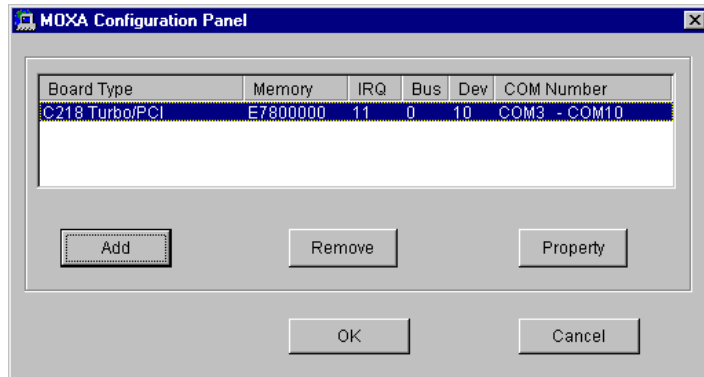 MOXA Configuration Panel
Board Type Memory IRQ Bus Dev COM Number
C218 Turbo/PCI E7800000 11 0 10 COM3 - COM10
Add Remove Property
OK Cancel